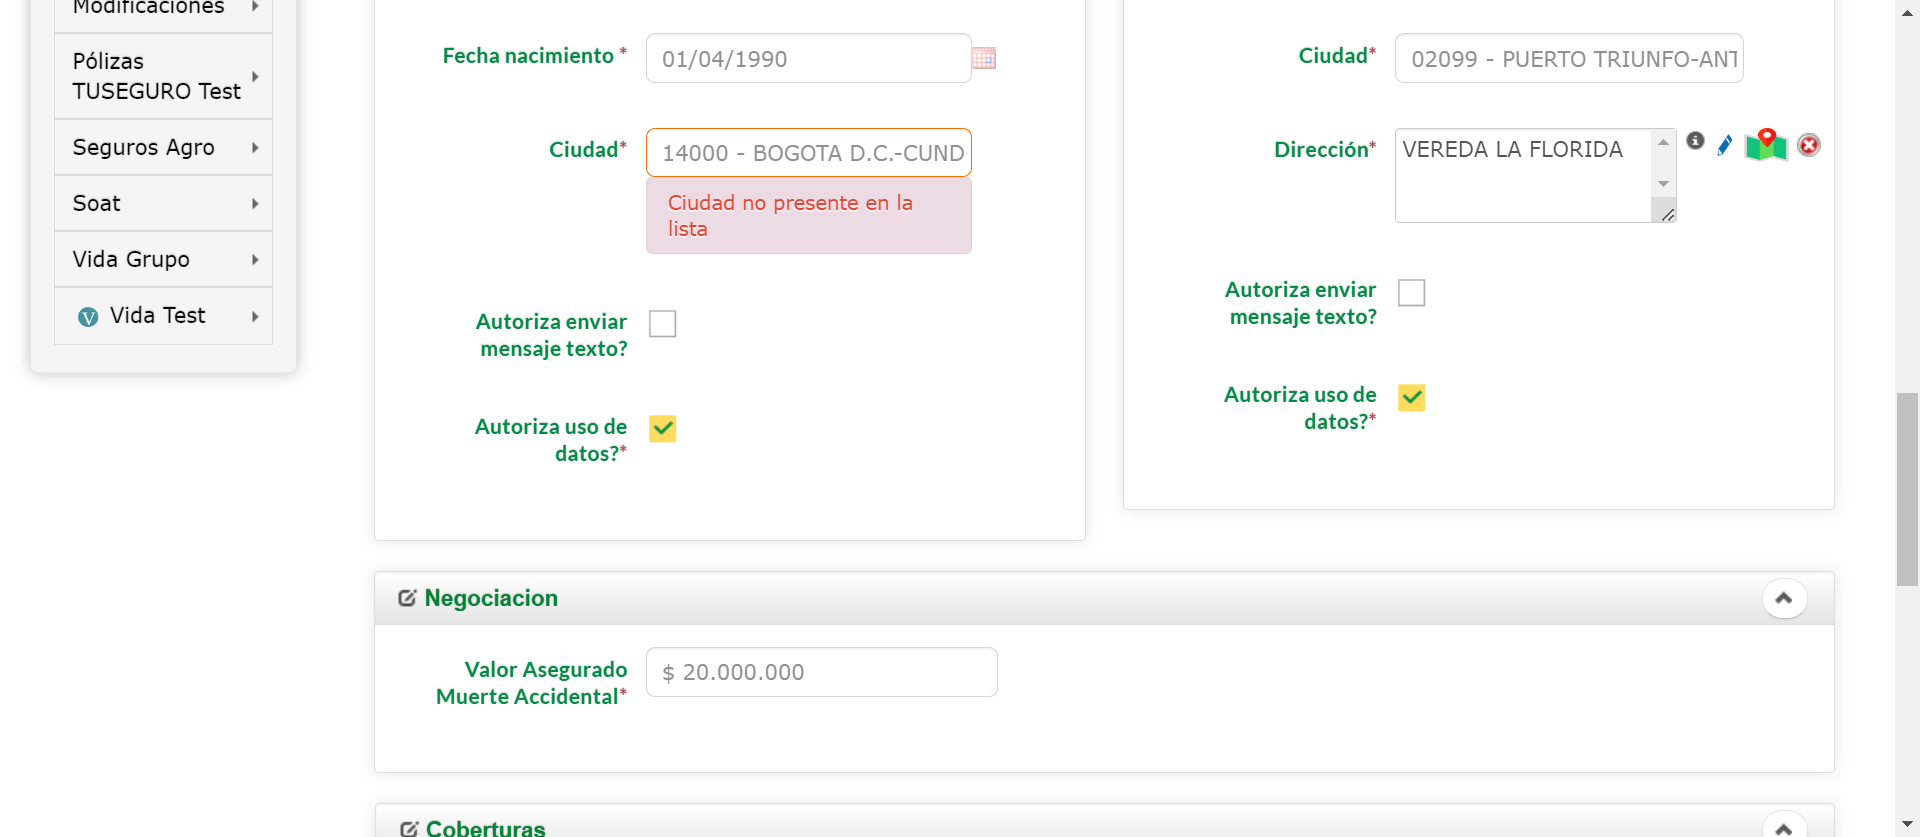 Modificaciones
Pólizas
TUSEGURO Test
Seguros Agro
Soat
Vida Grupo
V Vida Test
Fecha nacimiento * 01/04/1990
Ciudad* 14000 - BOGOTA D.C.-CUND
Ciudad no presente en la
lista
Autoriza enviar
mensaje texto?
Autoriza uso de
datos?*
Ciudad* 02099 - PUERTO TRIUNFO-ANT
Dirección* VEREDA LA FLORIDA
Autoriza enviar
mensaje texto?
Autoriza uso de
datos?*
Negociacion
Valor Asegurado
Muerte Accidental*
$ 20.000.000
Coberturas